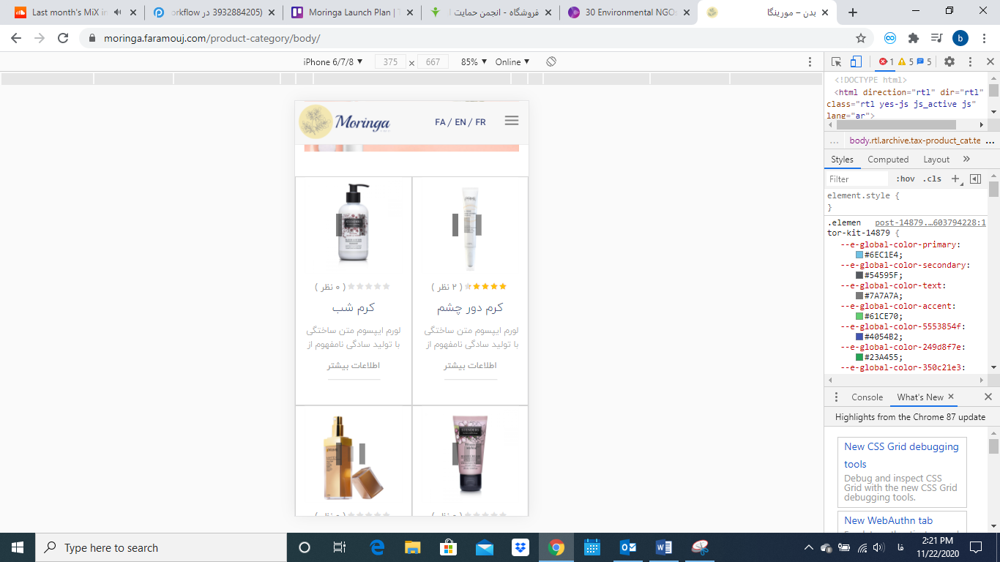 Last month's MiX in
3932884205) در orkflow
Moringa Launch Plan | T
فروشگاه - انجمن حمایت
30 Environmental NGOs
بدن – مورینگا
moringa.faramouj.com/product-category/body/
b
iPhone 6/7/8 ▼ 375 × 667 85% ▼ Online ▼
1 5 5
<!DOCTYPE html>
<html direction="rtl" dir="rtl"
class="rtl yes-js js_active js"
lang="ar">
... body.rtl.archive.tax-product_cat.te ...
Styles Computed Layout »
Filter :hov .cls +
element.style {
}
.elemen post-14879.…603794228:1
tor-kit-14879 {
--e-global-color-primary:
#6EC1E4;
--e-global-color-secondary:
#54595F;
--e-global-color-text:
#7A7A7A;
--e-global-color-accent:
#61CE70;
--e-global-color-5553854f:
#4054B2;
--e-global-color-249d8f7e:
#23A455;
--e-global-color-350c21e3:
Console What's New ×
Highlights from the Chrome 87 update
New CSS Grid debugging
tools
Debug and inspect CSS
Grid with the new CSS Grid
debugging tools.
New WebAuthn tab
Moringa
FA / EN / FR
( ۲ نظر )
کرم دور چشم
لورم ایپسوم متن ساختگی
با تولید سادگی نامفهوم از
اطلاعات بیشتر
( ۰ نظر )
کرم شب
لورم ایپسوم متن ساختگی
با تولید سادگی نامفهوم از
اطلاعات بیشتر
Type here to search
فا
2:21 PM
11/22/2020